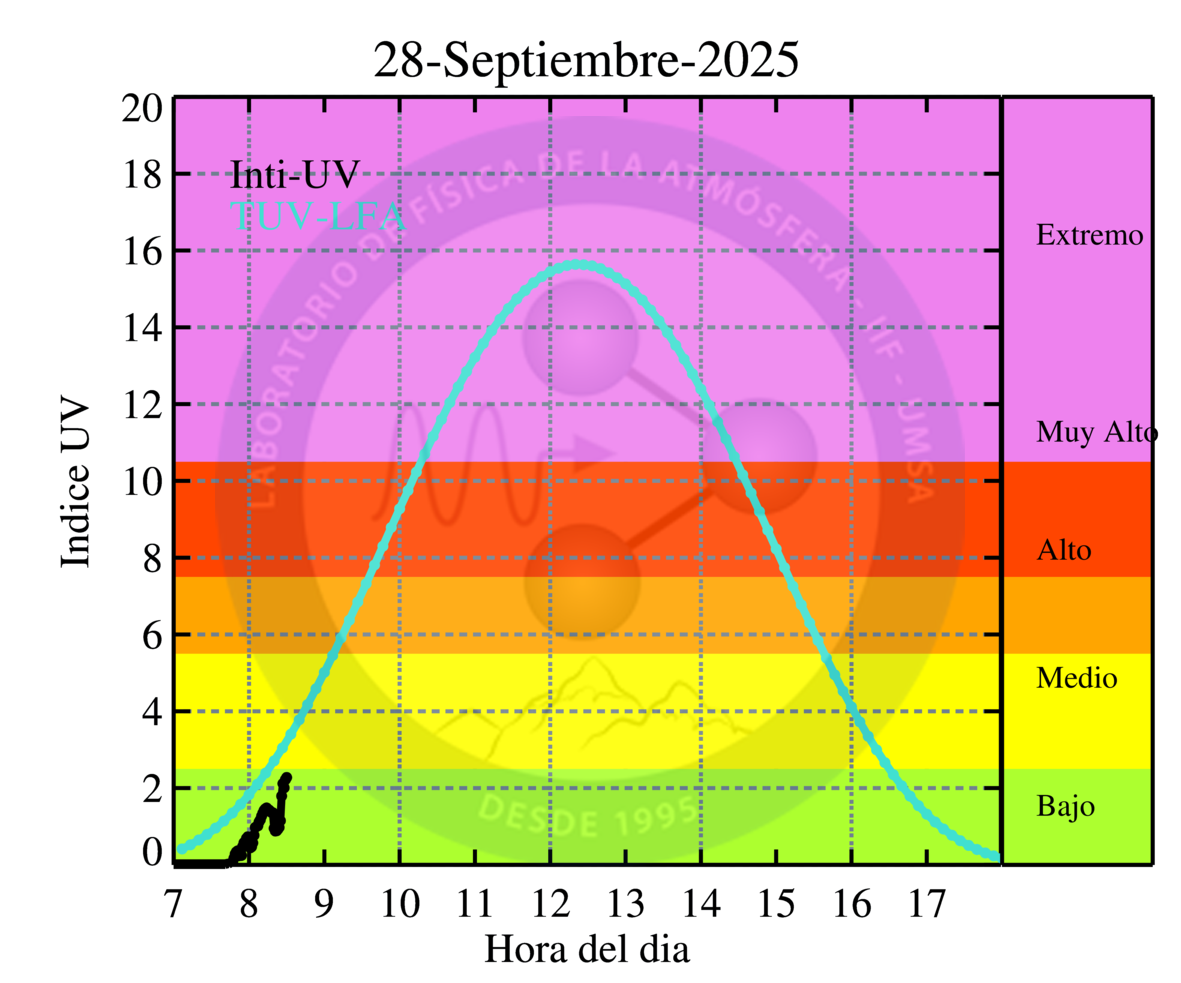 28-Septiembre-2025
Inti-UV
TUV-LFA
LABORATORIO DE FÍSICA DE LA ATMÓSFERA - IIF - UMSA
DESDE 1995
Indice UV
20
18
16
14
12
10
8
6
4
2
0
Extremo
Muy Alto
Alto
Medio
Bajo
7 8 9 10 11 12 13 14 15 16 17
Hora del dia